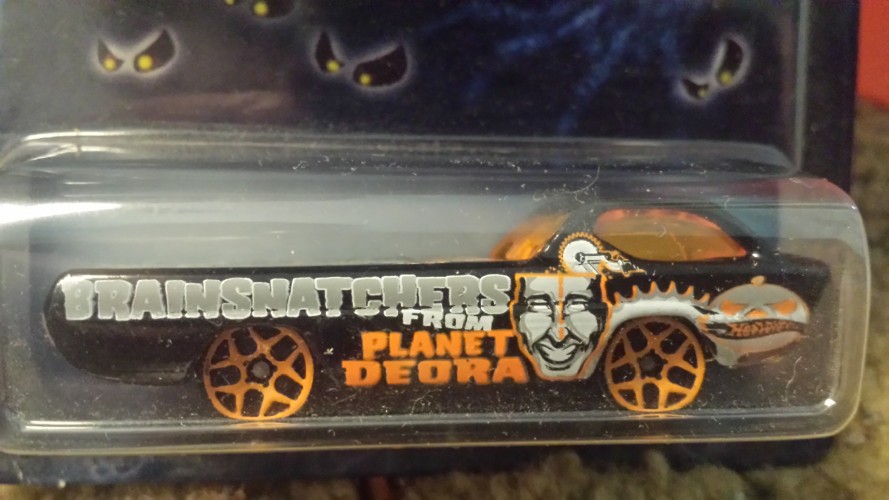 BRAINSNATCHERS
FROM
PLANET
DEORA